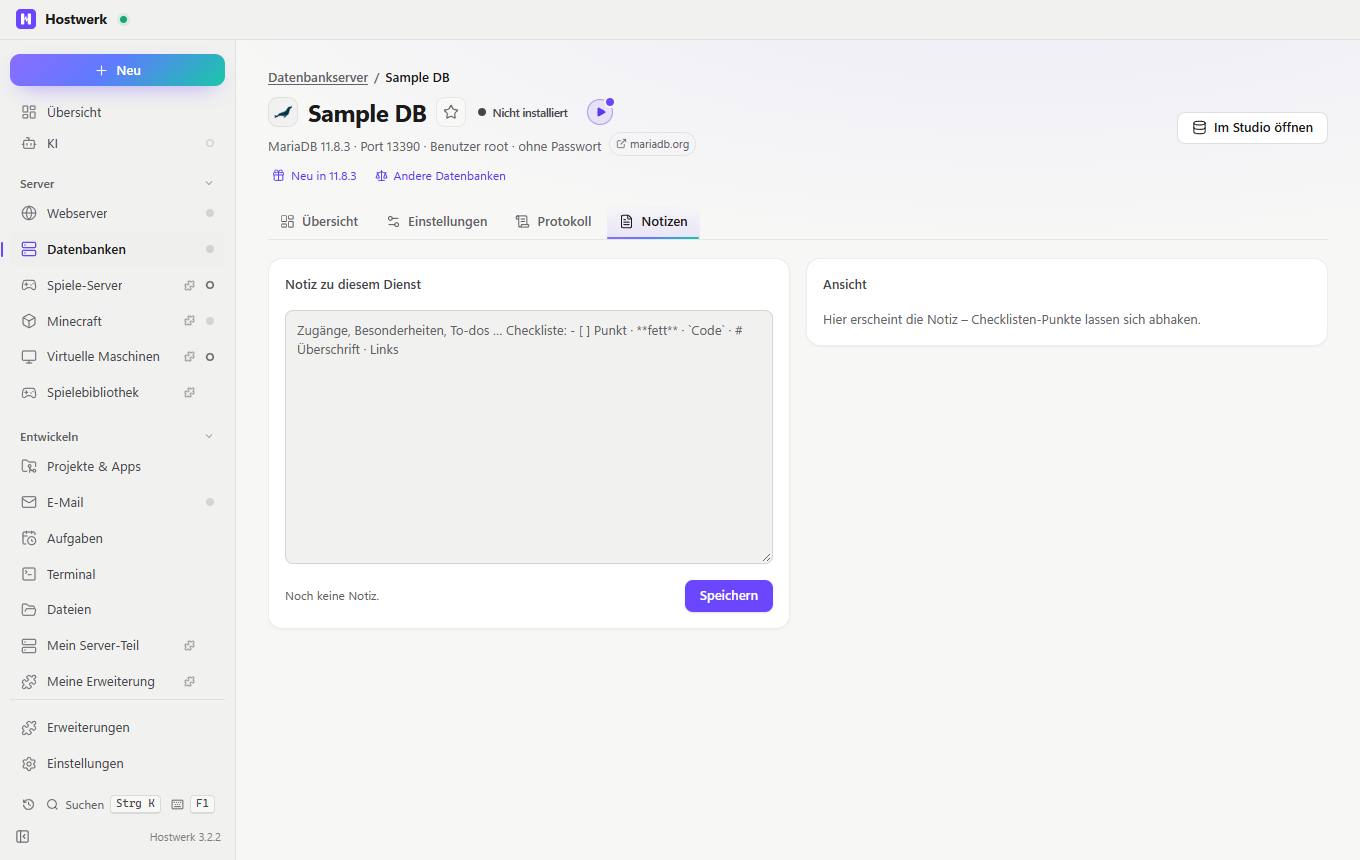 Hostwerk
Neu
Übersicht
KI
Server
Webserver
Datenbanken
Spiele-Server
Minecraft
Virtuelle Maschinen
Spielebibliothek
Entwickeln
Projekte & Apps
E-Mail
Aufgaben
Terminal
Dateien
Mein Server-Teil
Meine Erweiterung
Erweiterungen
Einstellungen
Suchen Strg K F1
Hostwerk 3.2.2
Datenbankserver / Sample DB
Sample DB Nicht installiert
MariaDB 11.8.3 · Port 13390 · Benutzer root · ohne Passwort mariadb.org
Neu in 11.8.3 Andere Datenbanken
Im Studio öffnen
Übersicht Einstellungen Protokoll Notizen
Notiz zu diesem Dienst
Zugänge, Besonderheiten, To-dos … Checkliste: - [ ] Punkt · **fett** · `Code` · #
Überschrift · Links
Noch keine Notiz. Speichern
Ansicht
Hier erscheint die Notiz – Checklisten-Punkte lassen sich abhaken.